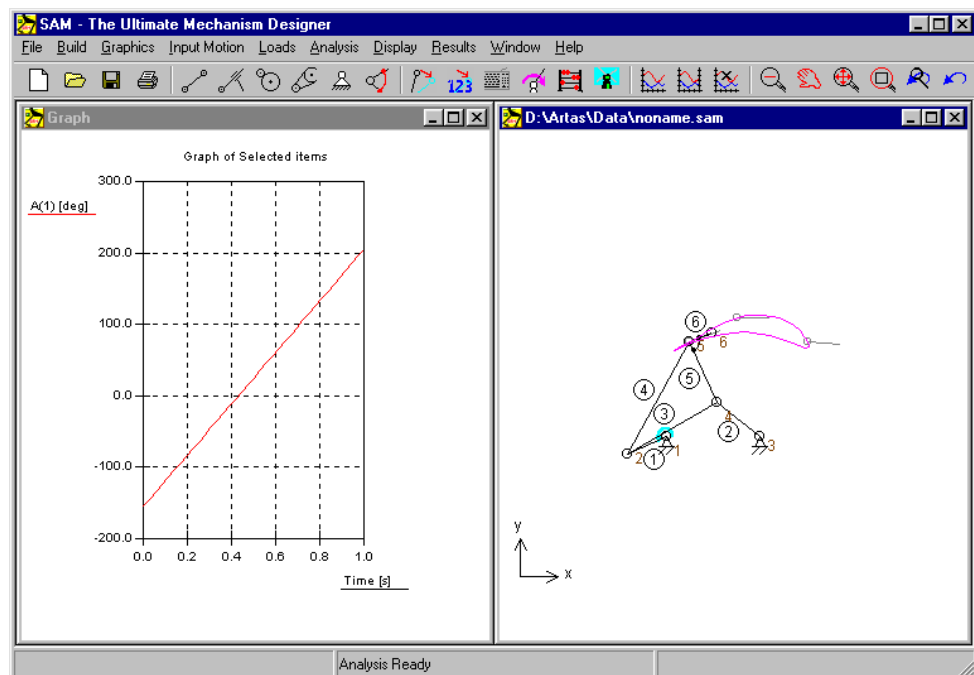 SAM - The Ultimate Mechanism Designer
File Build Graphics Input Motion Loads Analysis Display Results Window Help
123
Graph
D:\Artas\Data\noname.sam
Graph of Selected items
A(1) [deg]
300.0
200.0
100.0
0.0
-100.0
-200.0
0.0 0.2 0.4 0.6 0.8 1.0
Time [s]
6
5 6
5
4
3
4
2
2 1 1 3
y
x
Analysis Ready